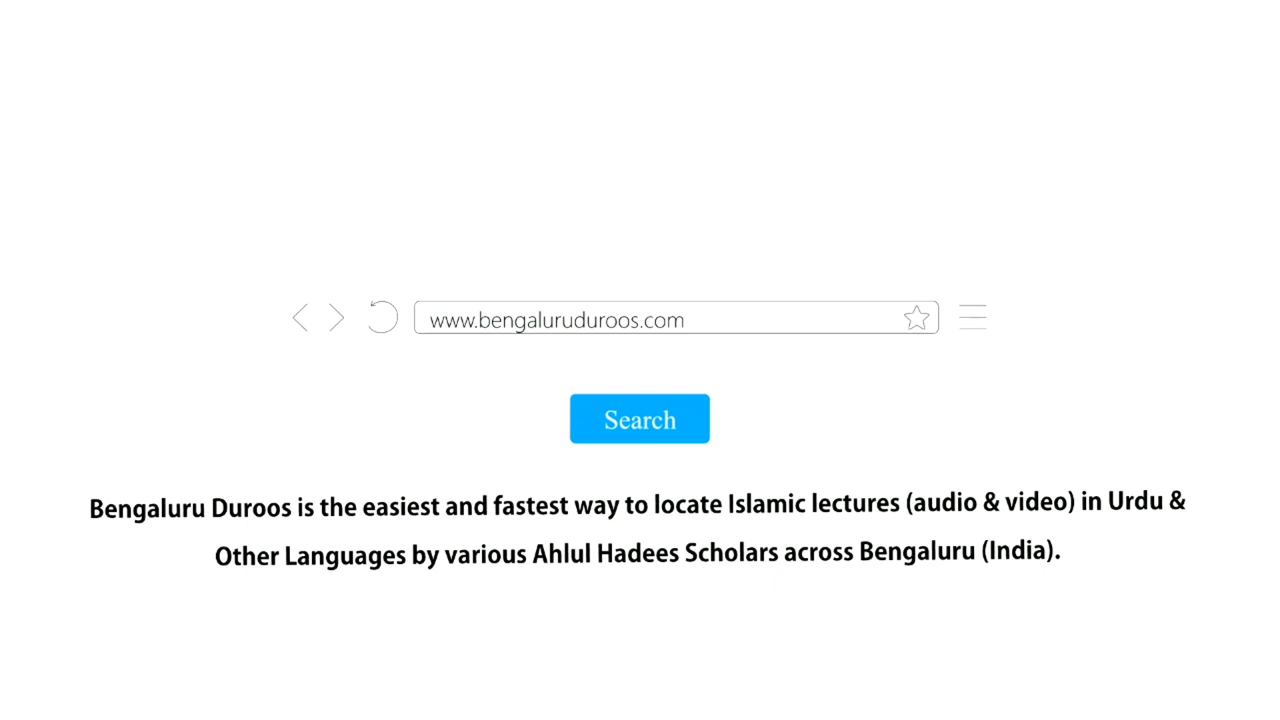 www.bengaluruduroos.com
Search
Bengaluru Duroos is the easiest and fastest way to locate Islamic lectures (audio & video) in Urdu &
Other Languages by various Ahlul Hadees Scholars across Bengaluru (India).